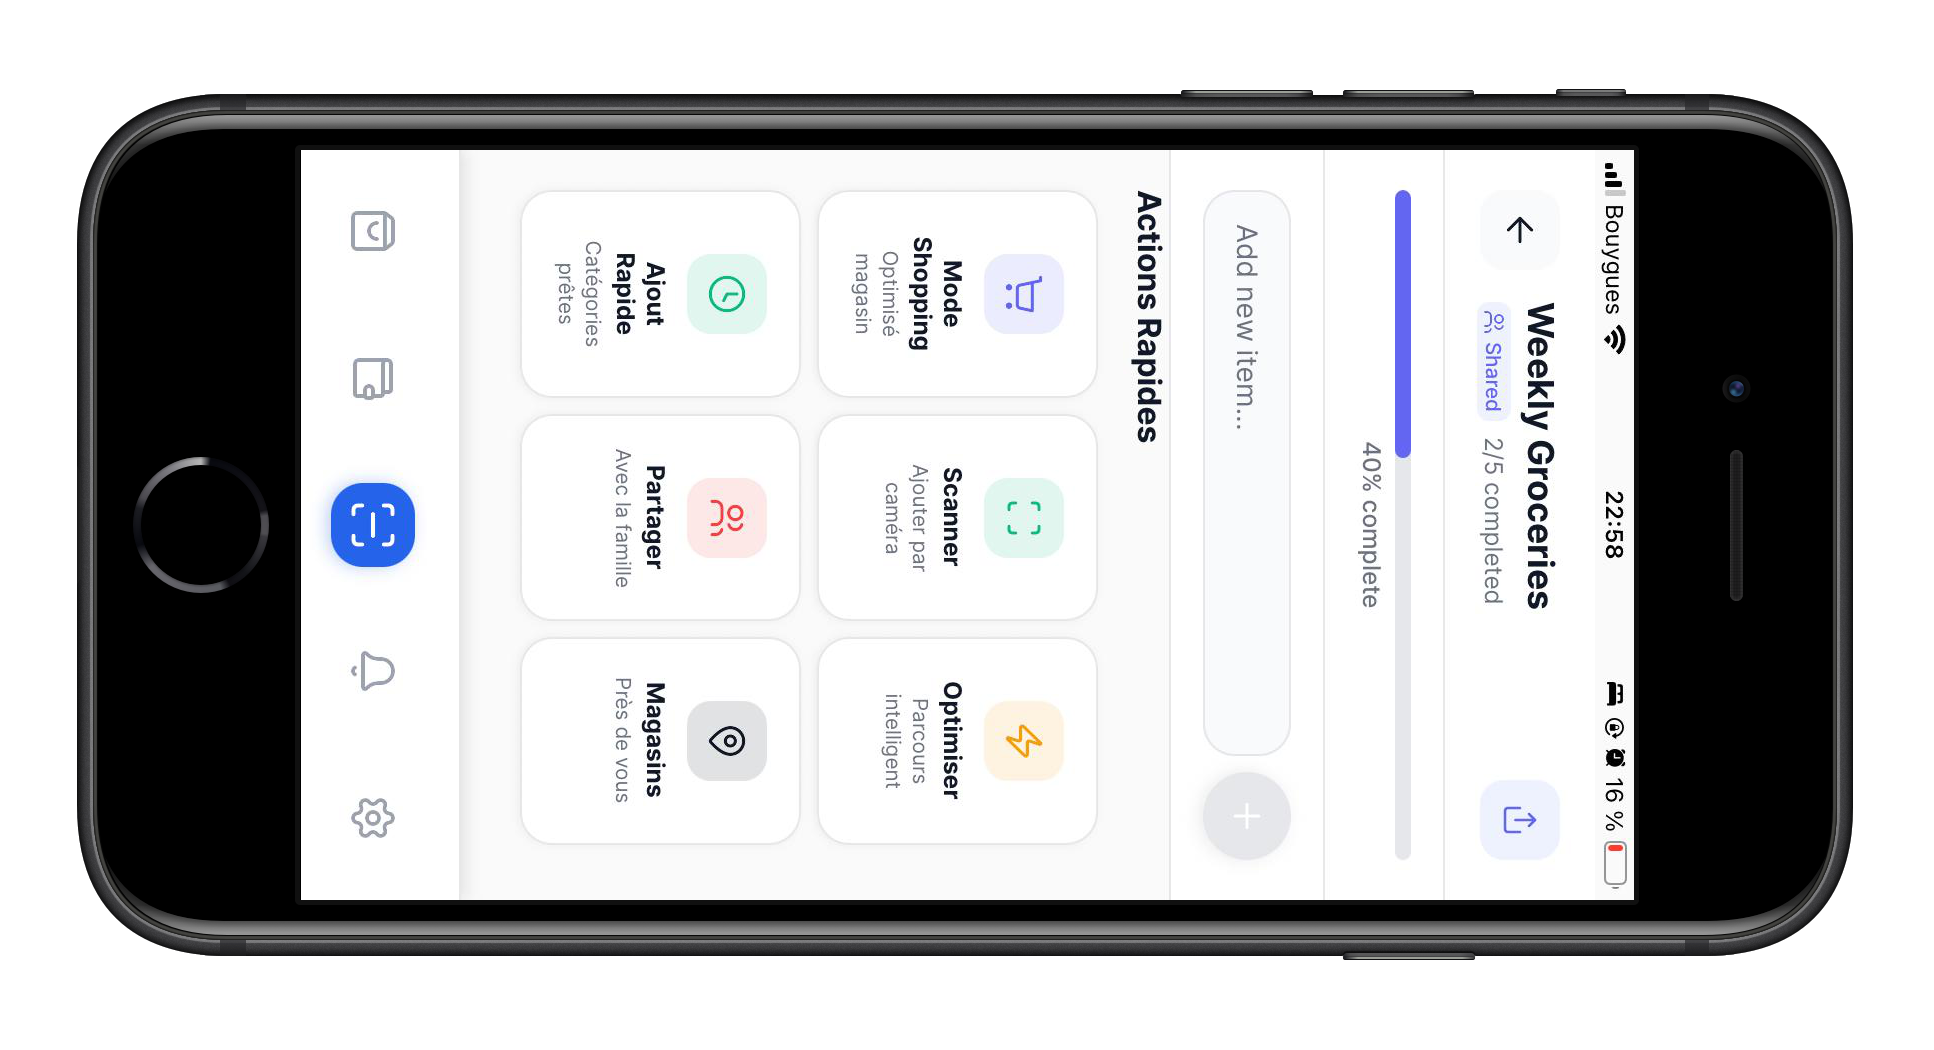 Bouygues 22:58 16 %
Weekly Groceries
Shared 2/5 completed
40% complete
Add new item...
Actions Rapides
Mode
Shopping
Optimisé
magasin
Scanner
Ajouter par
caméra
Optimiser
Parcours
intelligent
Ajout
Rapide
Catégories
prêtes
Partager
Avec la famille
Magasins
Près de vous